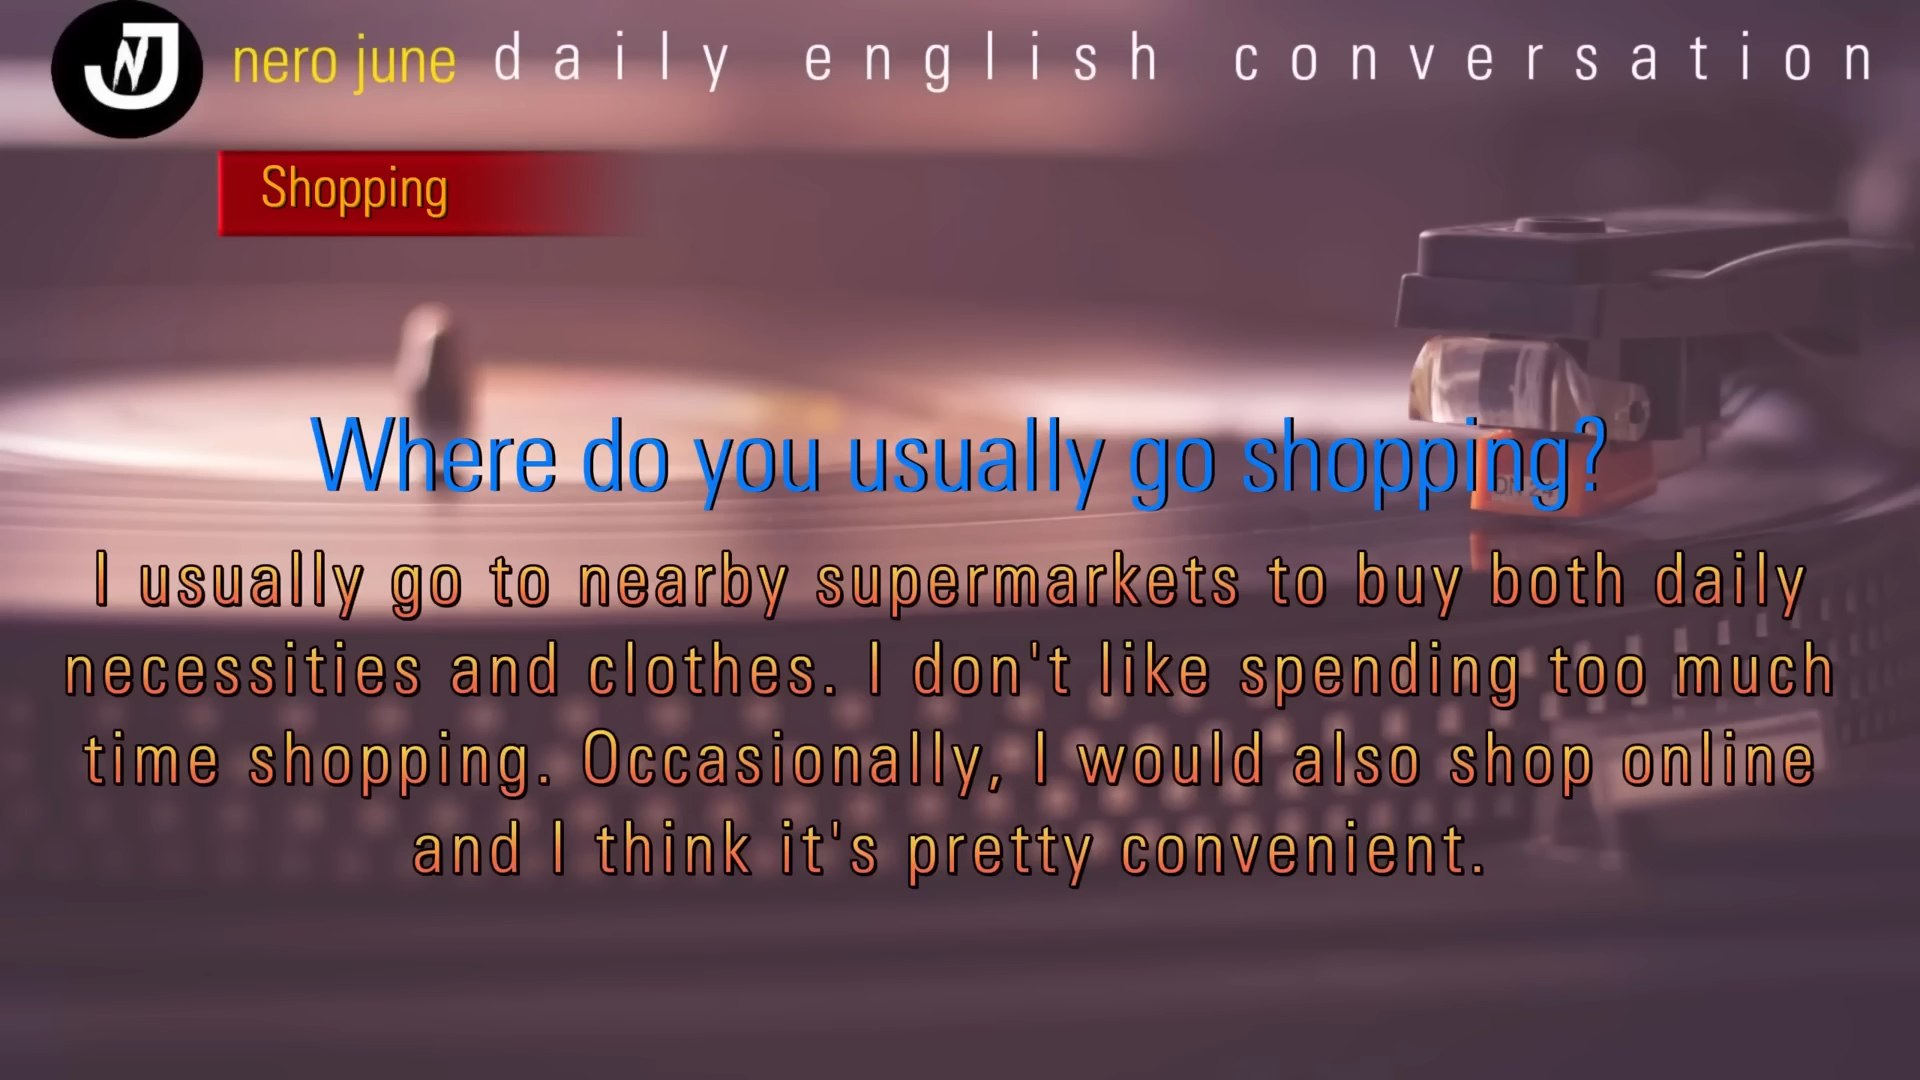 nero june daily english conversation
Shopping
Where do you usually go shopping?
I usually go to nearby supermarkets to buy both daily
necessities and clothes. I don't like spending too much
time shopping. Occasionally, I would also shop online
and I think it's pretty convenient.